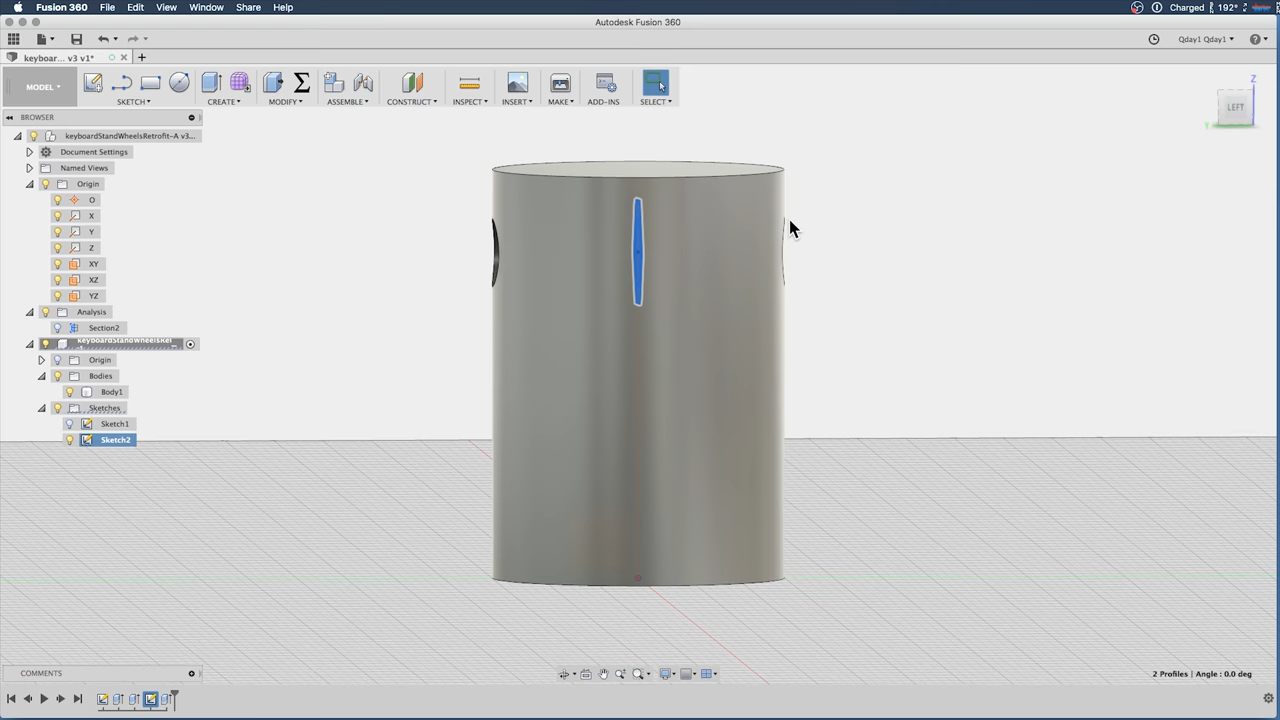 Fusion 360 File Edit View Window Share Help Charged 192°
Autodesk Fusion 360
Qday1 Qday1
keyboar... v3 v1*
MODEL
SKETCH CREATE MODIFY ASSEMBLE CONSTRUCT INSPECT INSERT MAKE ADD-INS SELECT
Z
LEFT
Y
BROWSER
keyboardStandWheelsRetrofit-A v3...
Document Settings
Named Views
Origin
O
X
Y
Z
XY
XZ
YZ
Analysis
Section2
Origin
Bodies
Body1
Sketches
Sketch1
Sketch2
COMMENTS
2 Profiles | Angle : 0.0 deg